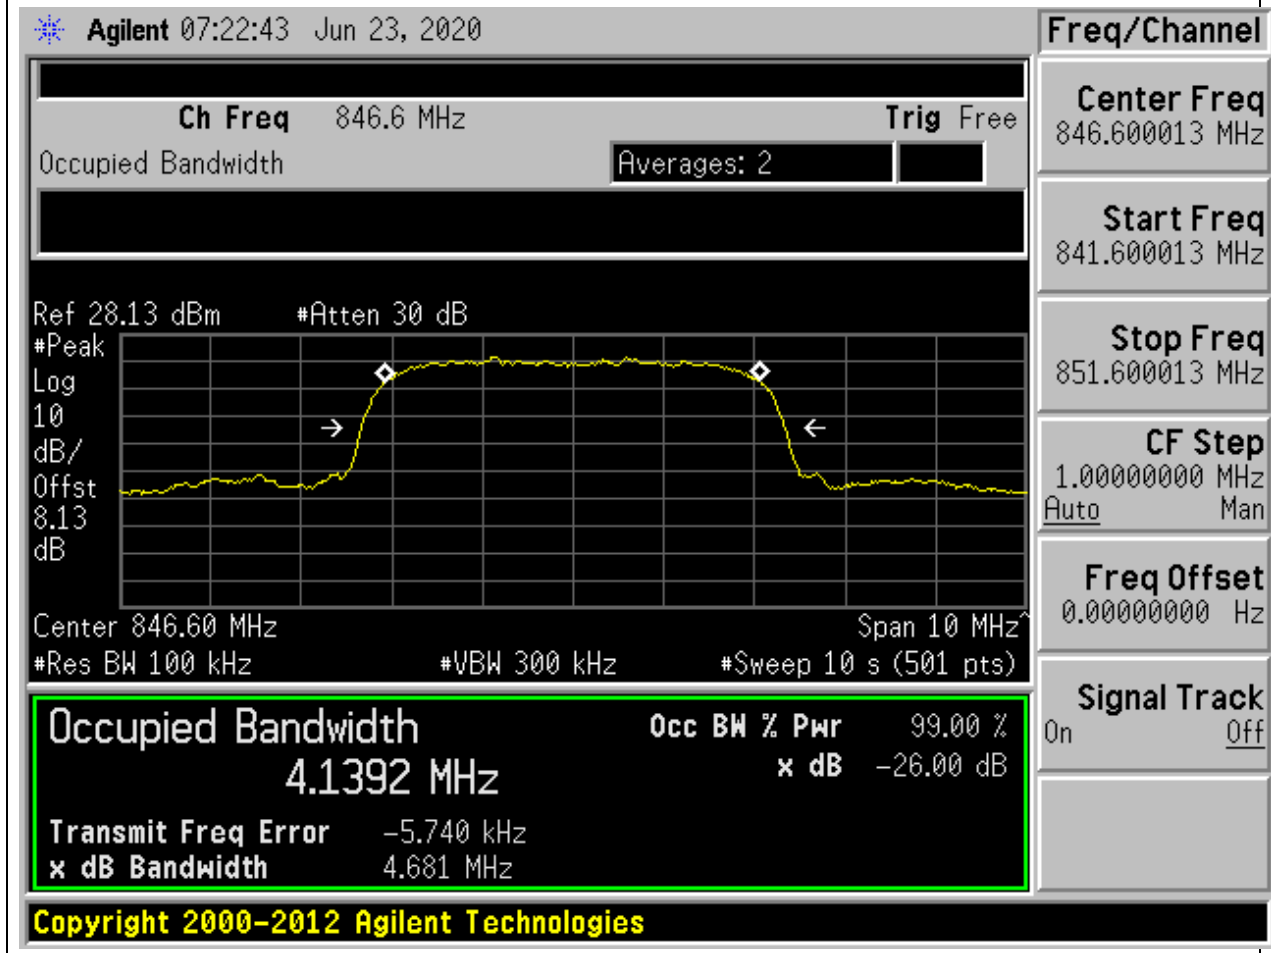 Agilent 07:22:43 Jun 23, 2020
Freq/Channel
Ch Freq 846.6 MHz Trig Free
Occupied Bandwidth Averages: 2
Ref 28.13 dBm #Atten 30 dB
#Peak
Log
10
dB/
Offst
8.13
dB
Center 846.60 MHz Span 10 MHz^
#Res BW 100 kHz #VBW 300 kHz #Sweep 10 s (501 pts)
Occupied Bandwidth Occ BW % Pwr 99.00 %
4.1392 MHz x dB -26.00 dB
Transmit Freq Error -5.740 kHz
x dB Bandwidth 4.681 MHz
Copyright 2000-2012 Agilent Technologies
Center Freq
846.600013 MHz
Start Freq
841.600013 MHz
Stop Freq
851.600013 MHz
CF Step
1.00000000 MHz
Auto Man
Freq Offset
0.00000000 Hz
Signal Track
On Off